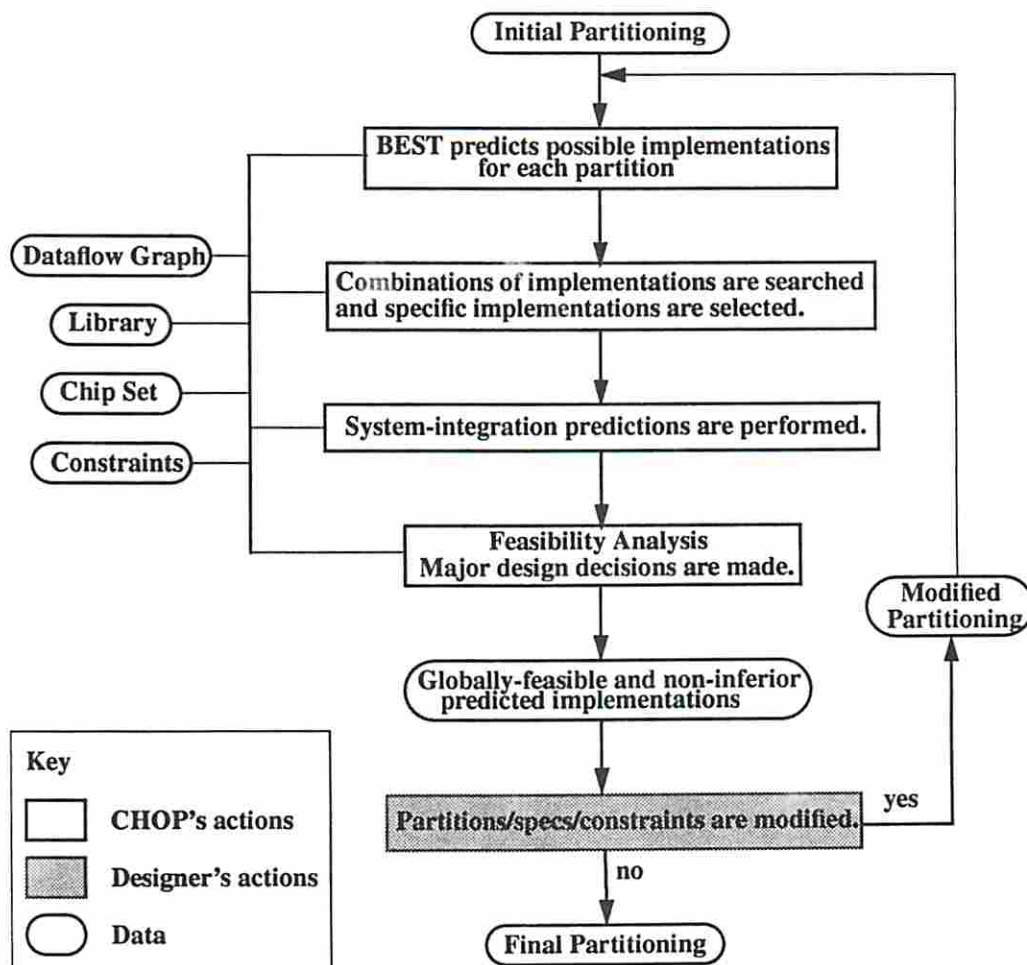 Initial Partitioning
BEST predicts possible implementations
for each partition
Dataflow Graph
Combinations of implementations are searched
and specific implementations are selected.
Library
Chip Set
System-integration predictions are performed.
Constraints
Feasibility Analysis
Major design decisions are made.
Modified
Partitioning
Globally-feasible and non-inferior
predicted implementations
Key
CHOP's actions
Designer's actions
Data
Partitions/specs/constraints are modified.
yes
no
Final Partitioning